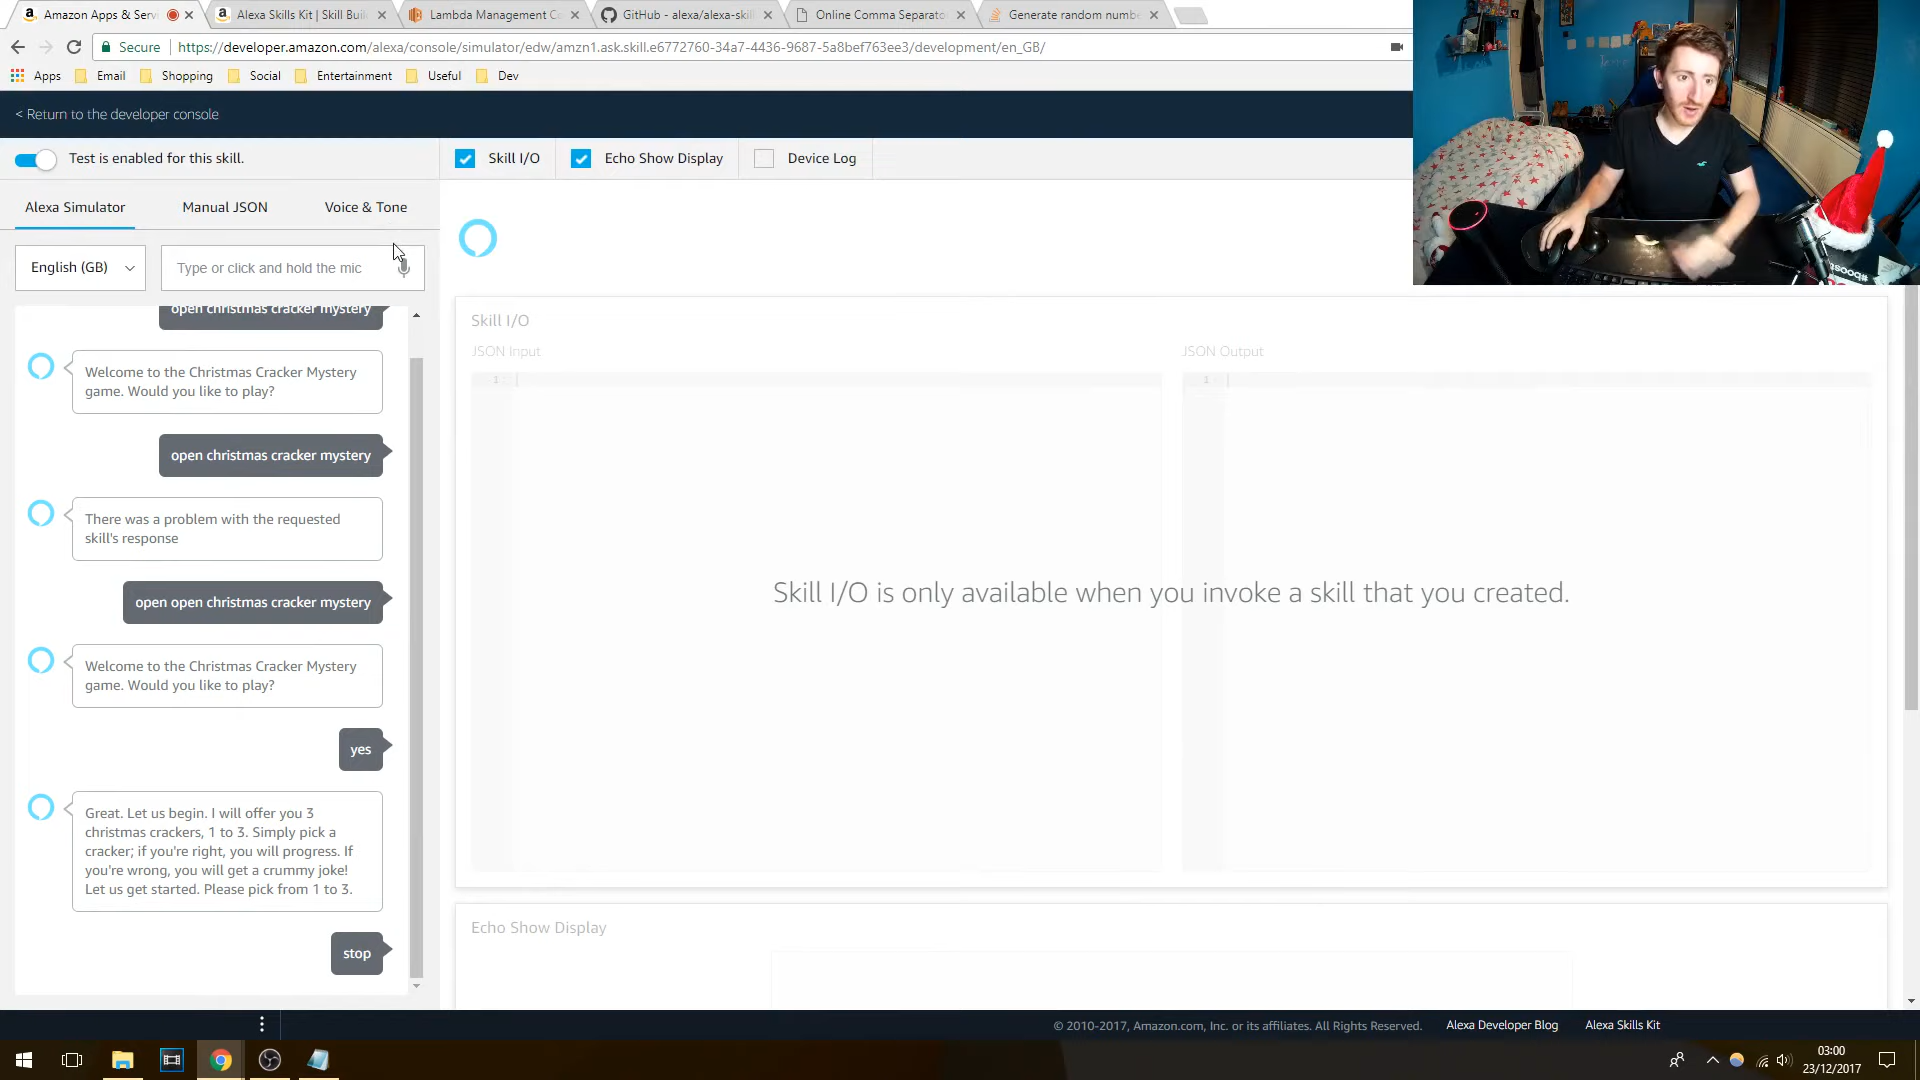 Amazon Apps & Servi
Alexa Skills Kit | Skill Buil
Lambda Management Co
GitHub - alexa/alexa-skil
Online Comma Separato
Generate random numbe
Secure
https://developer.amazon.com/alexa/console/simulator/edw/amzn1.ask.skill.e6772760-34a7-4436-9687-5a8bef763ee3/development/en_GB/
Apps
Email
Shopping
Social
Entertainment
Useful
Dev
< Return to the developer console
Test is enabled for this skill.
Skill I/O
Echo Show Display
Device Log
Alexa Simulator
Manual JSON
Voice & Tone
English (GB)
Type or click and hold the mic
open christmas cracker mystery
Welcome to the Christmas Cracker Mystery
game. Would you like to play?
open christmas cracker mystery
There was a problem with the requested
skill's response
open open christmas cracker mystery
Welcome to the Christmas Cracker Mystery
game. Would you like to play?
yes
Great. Let us begin. I will offer you 3
christmas crackers, 1 to 3. Simply pick a
cracker; if you're right, you will progress. If
you're wrong, you will get a crummy joke!
Let us get started. Please pick from 1 to 3.
stop
Skill I/O
JSON Input
JSON Output
1
1
Skill I/O is only available when you invoke a skill that you created.
Echo Show Display
© 2010-2017, Amazon.com, Inc. or its affiliates. All Rights Reserved.
Alexa Developer Blog
Alexa Skills Kit
03:00
23/12/2017